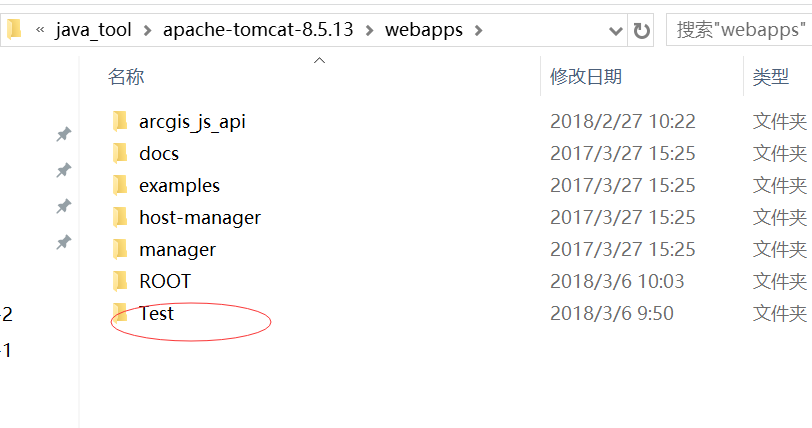 « java_tool > apache-tomcat-8.5.13 > webapps > 搜索"webapps"
名称 修改日期 类型
arcgis_js_api 2018/2/27 10:22 文件夹
docs 2017/3/27 15:25 文件夹
examples 2017/3/27 15:25 文件夹
host-manager 2017/3/27 15:25 文件夹
manager 2017/3/27 15:25 文件夹
ROOT 2018/3/6 10:03 文件夹
Test 2018/3/6 9:50 文件夹
-2
-1